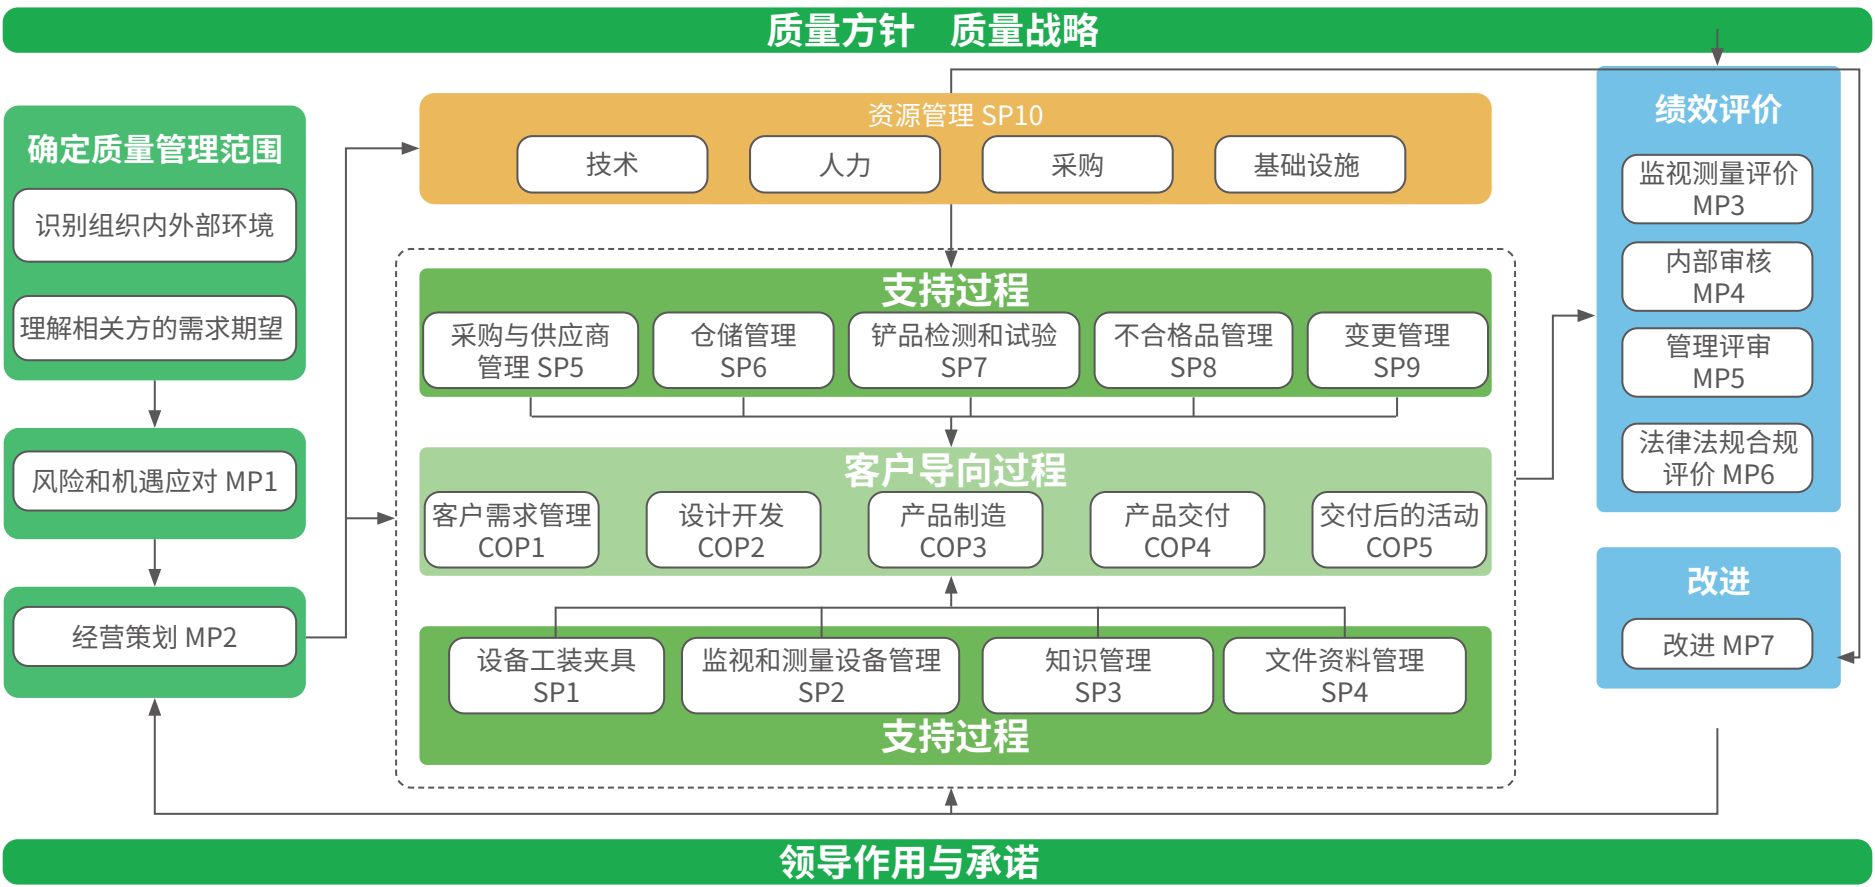 质量方针 质量战略
确定质量管理范围
识别组织内外部环境
理解相关方的需求期望
风险和机遇应对 MP1
经营策划 MP2
资源管理 SP10
技术
人力
采购
基础设施
支持过程
采购与供应商
管理 SP5
仓储管理
SP6
铲品检测和试验
SP7
不合格品管理
SP8
变更管理
SP9
客户导向过程
客户需求管理
COP1
设计开发
COP2
产品制造
COP3
产品交付
COP4
交付后的活动
COP5
设备工装夹具
SP1
监视和测量设备管理
SP2
知识管理
SP3
文件资料管理
SP4
支持过程
绩效评价
监视测量评价
MP3
内部审核
MP4
管理评审
MP5
法律法规合规
评价 MP6
改进
改进 MP7
领导作用与承诺